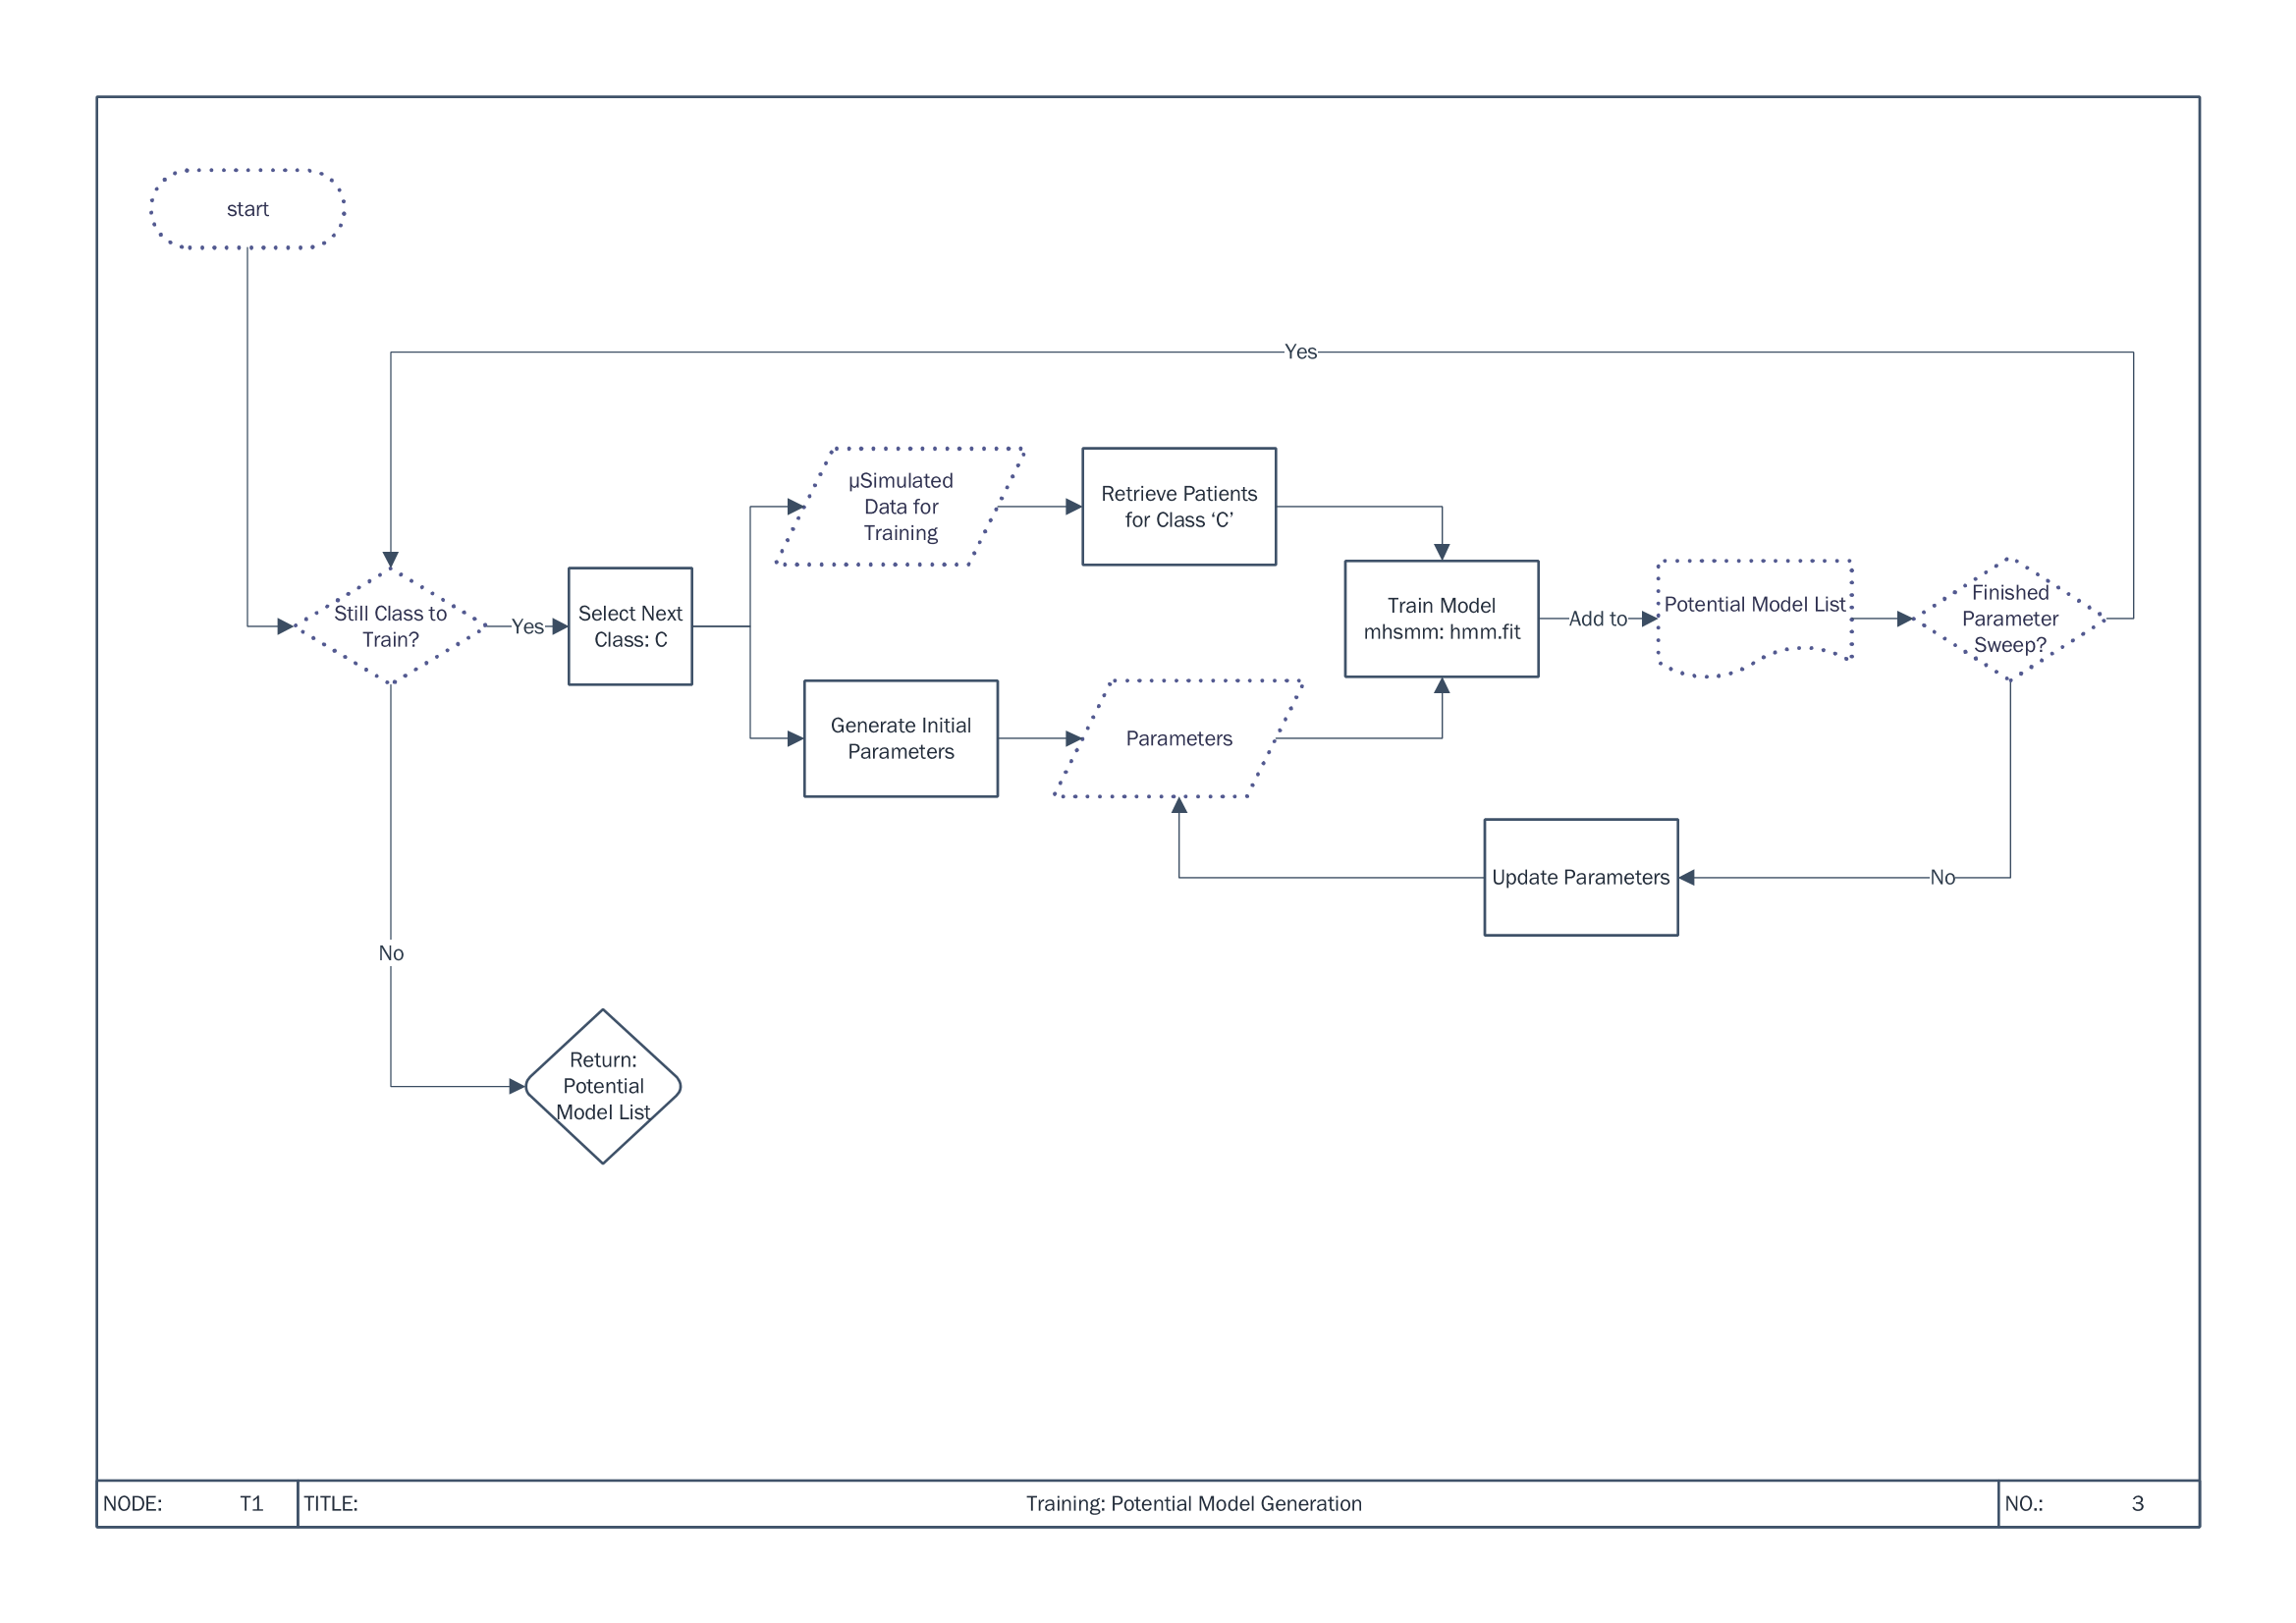 start
Yes
µSimulated
Data for
Training
Retrieve Patients
for Class ‘C’
Still Class to
Train?
Yes
Select Next
Class: C
Train Model
mhsmm: hmm.fit
Add to
Potential Model List
Finished
Parameter
Sweep?
Generate Initial
Parameters
Parameters
Update Parameters
No
No
Return:
Potential
Model List
NODE: T1 TITLE: Training: Potential Model Generation NO.: 3